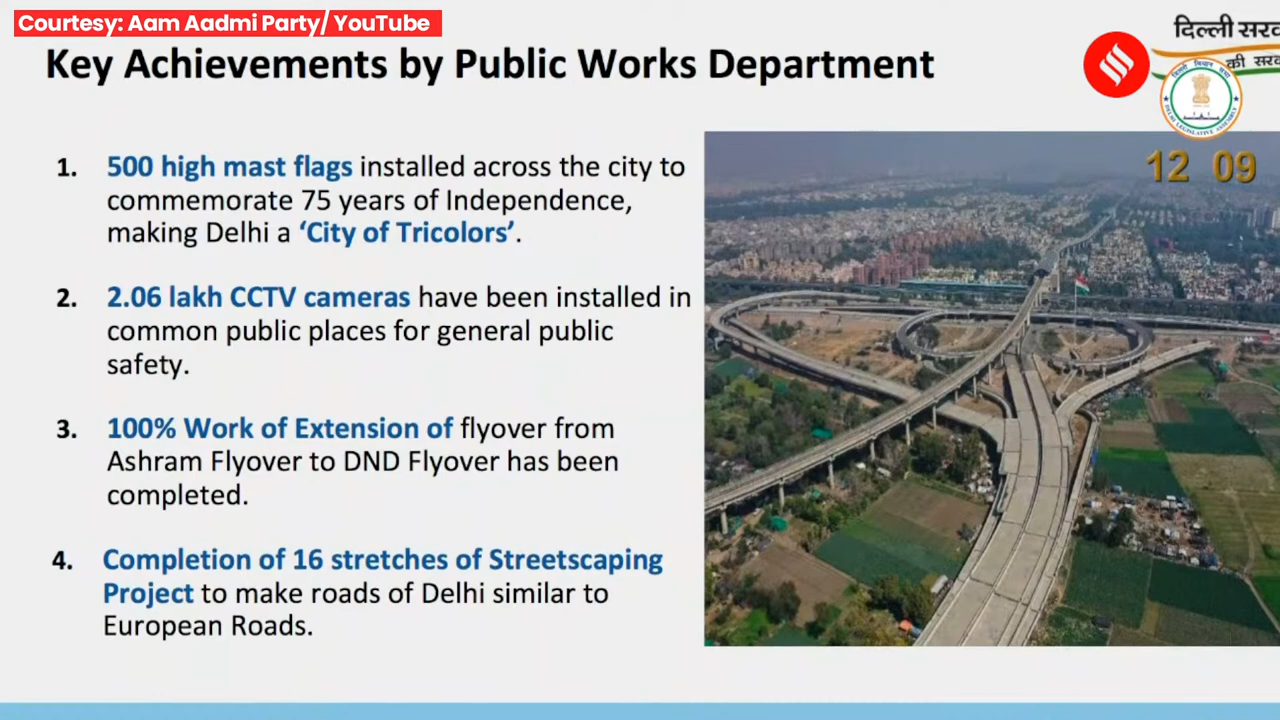 Courtesy: Aam Aadmi Party/ YouTube
Key Achievements by Public Works Department
दिल्ली
की
12 09
1. 500 high mast flags installed across the city to
commemorate 75 years of Independence,
making Delhi a ‘City of Tricolors’.
2. 2.06 lakh CCTV cameras have been installed in
common public places for general public
safety.
3. 100% Work of Extension of flyover from
Ashram Flyover to DND Flyover has been
completed.
4. Completion of 16 stretches of Streetscaping
Project to make roads of Delhi similar to
European Roads.